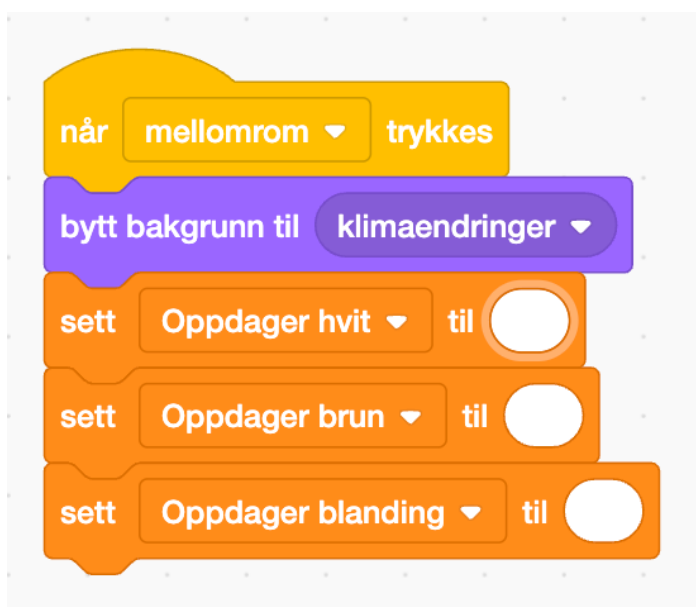 når mellomrom trykkes
bytt bakgrunn til klimaendringer
sett Oppdager hvit til
sett Oppdager brun til
sett Oppdager blanding til